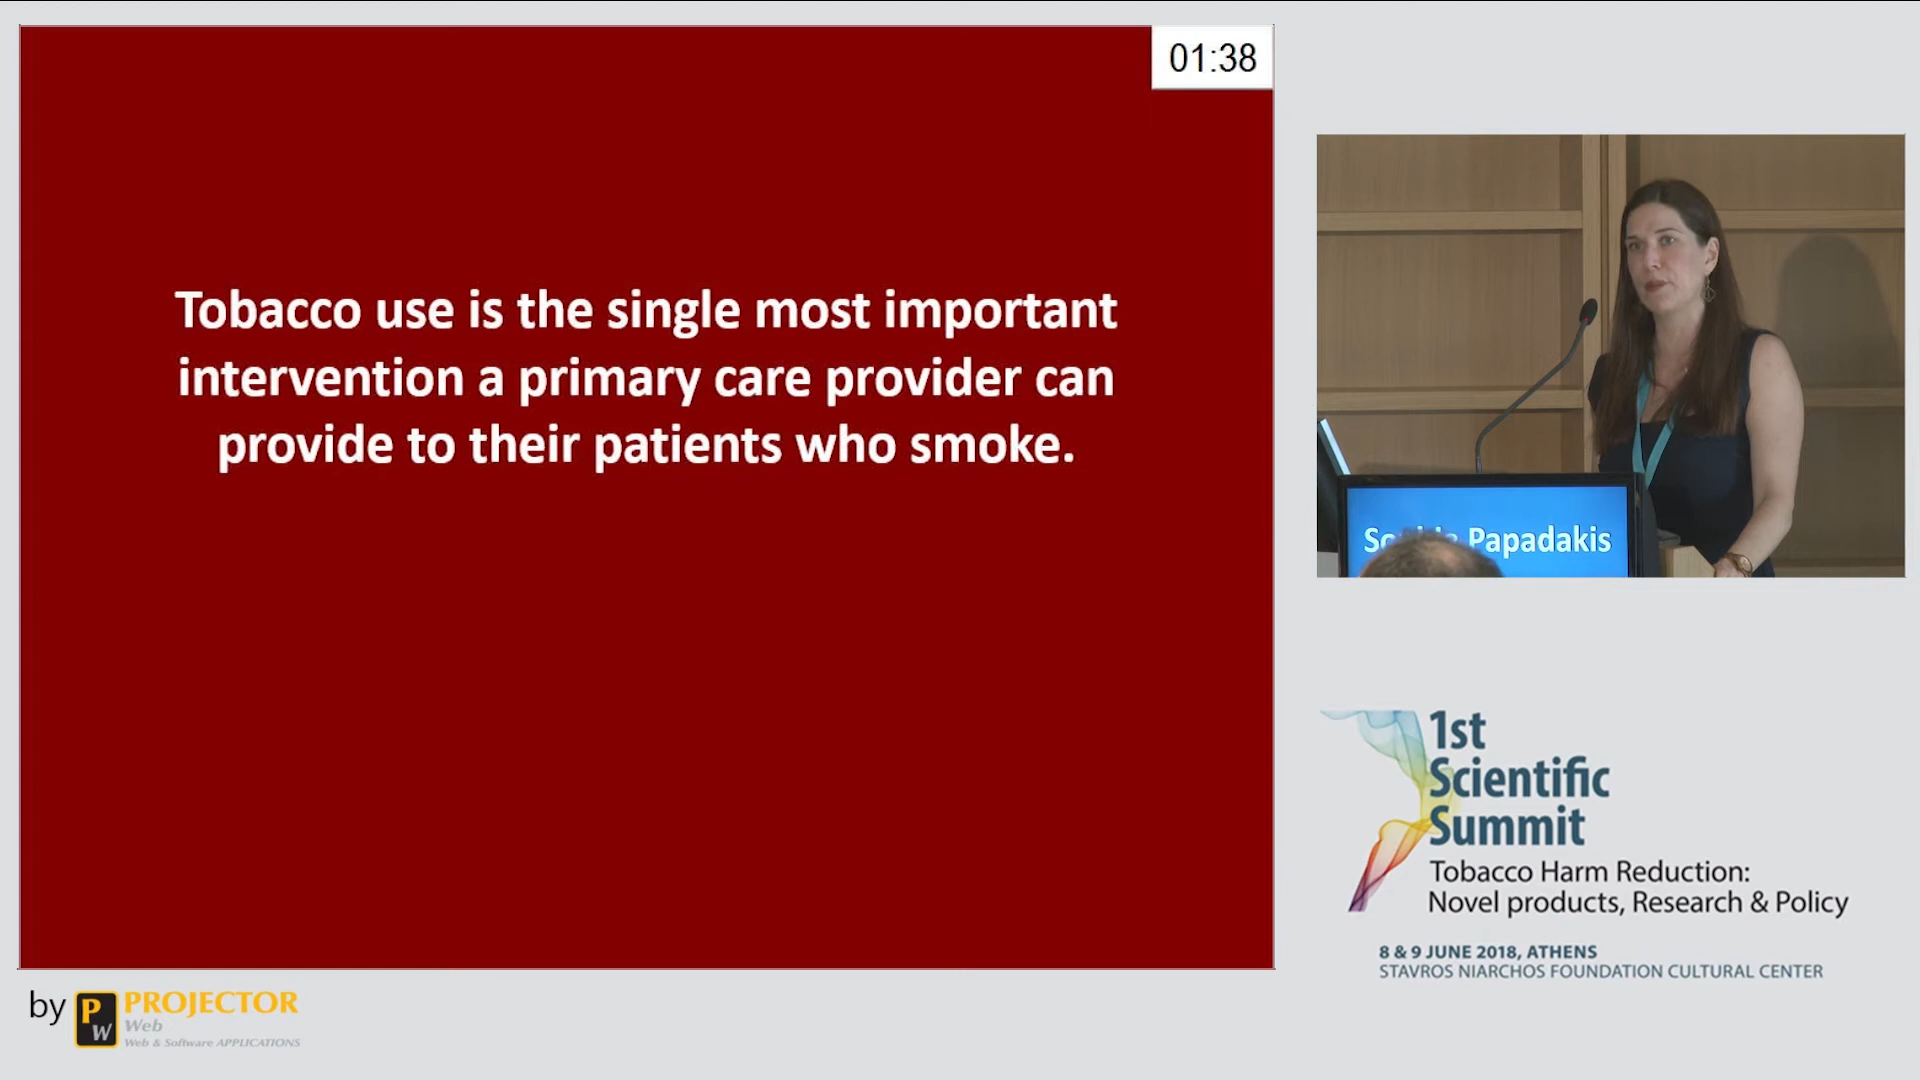 01:38
Tobacco use is the single most important
intervention a primary care provider can
provide to their patients who smoke.
Papadakis
1st
Scientific
Summit
Tobacco Harm Reduction:
Novel products, Research & Policy
8 & 9 JUNE 2018, ATHENS
STAVROS NIARCHOS FOUNDATION CULTURAL CENTER
by PW PROJECTOR
Web
Web & Software APPLICATIONS